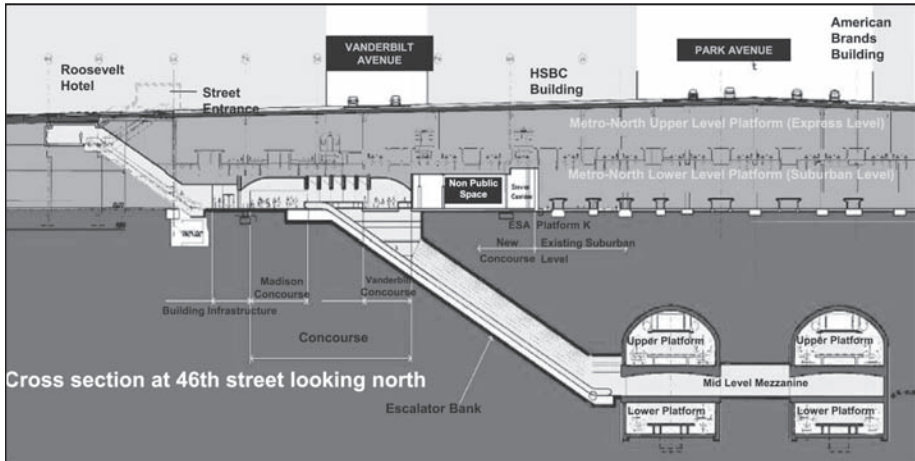 American
Brands
Building
VANDERBILT
AVENUE
PARK AVENUE
Roosevelt
Hotel
HSBC
Building
Street
Entrance
Metro-North Upper Level Platform (Express Level)
Metro-North Lower Level Platform (Suburban Level)
Non Public
Space
ESA Platform K
New
Concourse
Existing Suburban
Level
Madison
Concourse
Vanderbilt
Concourse
Building Infrastructure
Concourse
Upper Platform
Upper Platform
Cross section at 46th street looking north
Mid Level Mezzanine
Escalator Bank
Lower Platform
Lower Platform